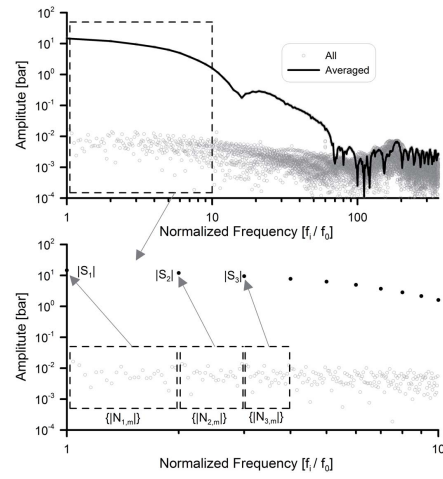 10²
10¹
10⁰
10⁻¹
10⁻²
10⁻³
10⁻⁴
Amplitude [bar]
All
Averaged
1
10
100
Normalized Frequency [fᵢ / f₀]
10²
10¹
10⁰
10⁻¹
10⁻²
10⁻³
10⁻⁴
Amplitude [bar]
|S₁|
|S₂|
|S₃|
{|N₁,ₘ|}
{|N₂,ₘ|}
{|N₃,ₘ|}
1
10
Normalized Frequency [fᵢ / f₀]